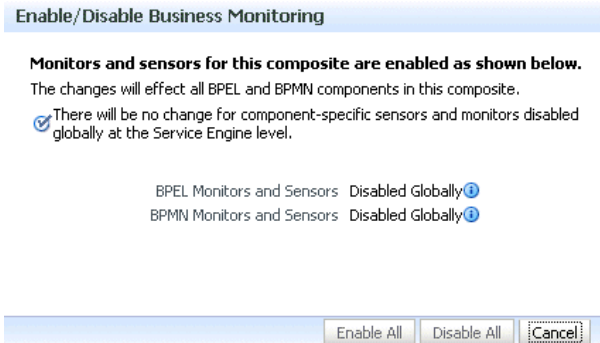 Enable/Disable Business Monitoring
Monitors and sensors for this composite are enabled as shown below.
The changes will effect all BPEL and BPMN components in this composite.
There will be no change for component-specific sensors and monitors disabled
globally at the Service Engine level.
BPEL Monitors and Sensors Disabled Globally
BPMN Monitors and Sensors Disabled Globally
Enable All Disable All Cancel